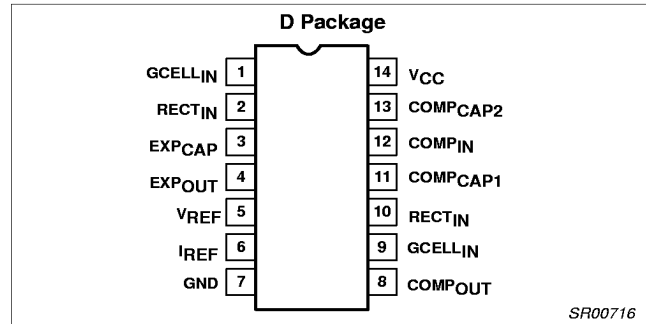 D Package
GCELLIN 1 14 VCC
RECTIN 2 13 COMPCAP2
EXPCAP 3 12 COMPIN
EXPOUT 4 11 COMPCAP1
VREF 5 10 RECTIN
IREF 6 9 GCELLIN
GND 7 8 COMPOUT
SR00716